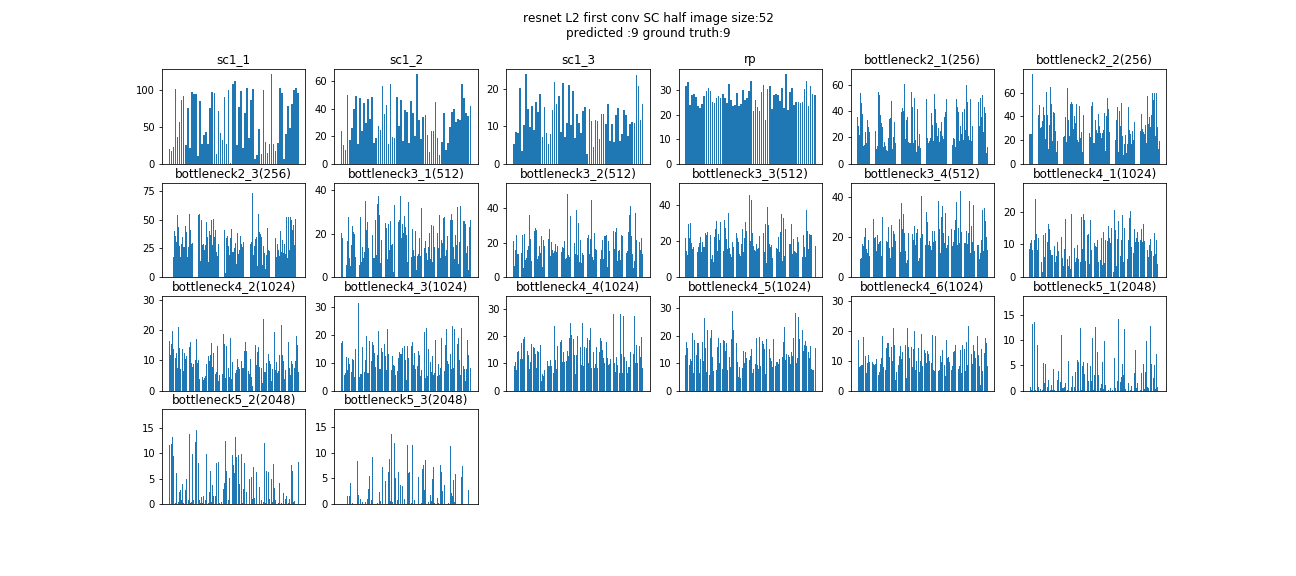 resnet L2 first conv SC half image size:52
predicted :9 ground truth:9
sc1_1 sc1_2 sc1_3 rp bottleneck2_1(256) bottleneck2_2(256)
100 50 0
60 40 20 0
20 10 0
30 20 10 0
60 40 20 0
60 40 20 0
bottleneck2_3(256) bottleneck3_1(512) bottleneck3_2(512) bottleneck3_3(512) bottleneck3_4(512) bottleneck4_1(1024)
75 50 25 0
40 20 0
40 20 0
40 20 0
40 20 0
20 10 0
bottleneck4_2(1024) bottleneck4_3(1024) bottleneck4_4(1024) bottleneck4_5(1024) bottleneck4_6(1024) bottleneck5_1(2048)
30 20 10 0
30 20 10 0
30 20 10 0
30 20 10 0
30 20 10 0
15 10 5 0
bottleneck5_2(2048) bottleneck5_3(2048)
15 10 5 0
15 10 5 0